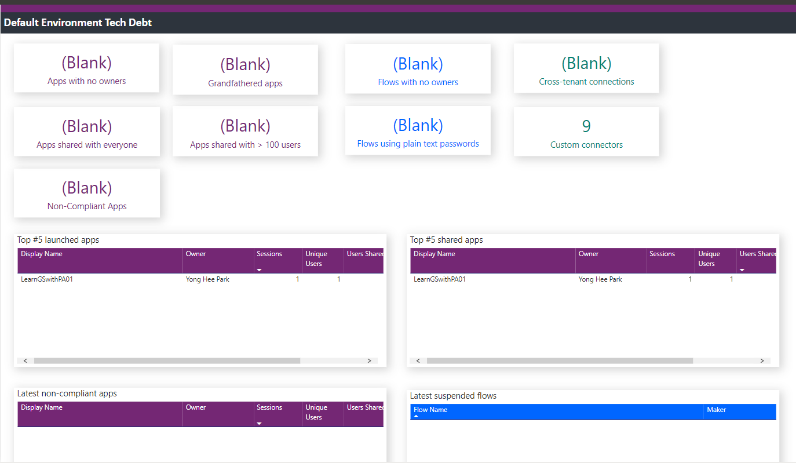 Default Environment Tech Debt
(Blank)
Apps with no owners
(Blank)
Grandfathered apps
(Blank)
Flows with no owners
(Blank)
Cross-tenant connections
(Blank)
Apps shared with everyone
(Blank)
Apps shared with > 100 users
(Blank)
Flows using plain text passwords
9
Custom connectors
(Blank)
Non-Compliant Apps
Top #5 launched apps
Display Name Owner Sessions Unique Users Users Shared
LearnGSwithPA01 Yong Hee Park 1 1
Top #5 shared apps
Display Name Owner Sessions Unique Users Users Shared
LearnGSwithPA01 Yong Hee Park 1 1
Latest non-compliant apps
Display Name Owner Sessions Unique Users Users Shared
Latest suspended flows
Flow Name Maker